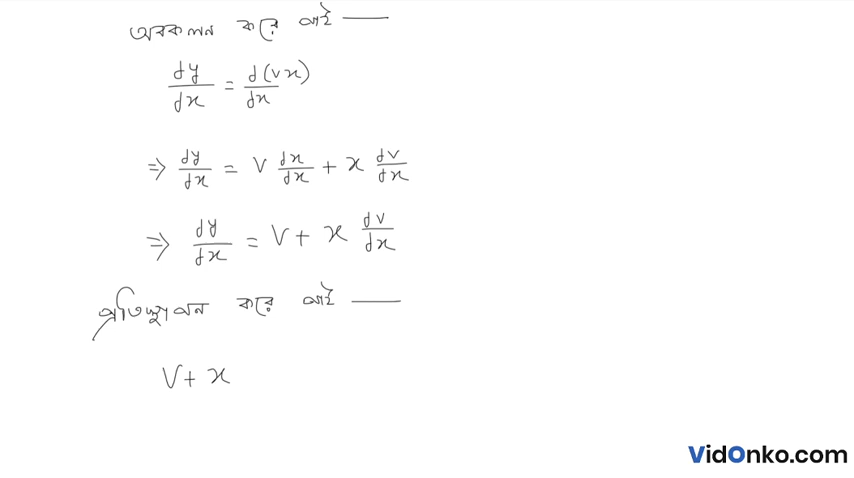 অবকলন করে পাই —
dy/dx = d(vx)/dx
⇒ dy/dx = v dx/dx + x dv/dx
⇒ dy/dx = v + x dv/dx
প্রতিস্থাপন করে পাই —
v + x
VidOnko.com